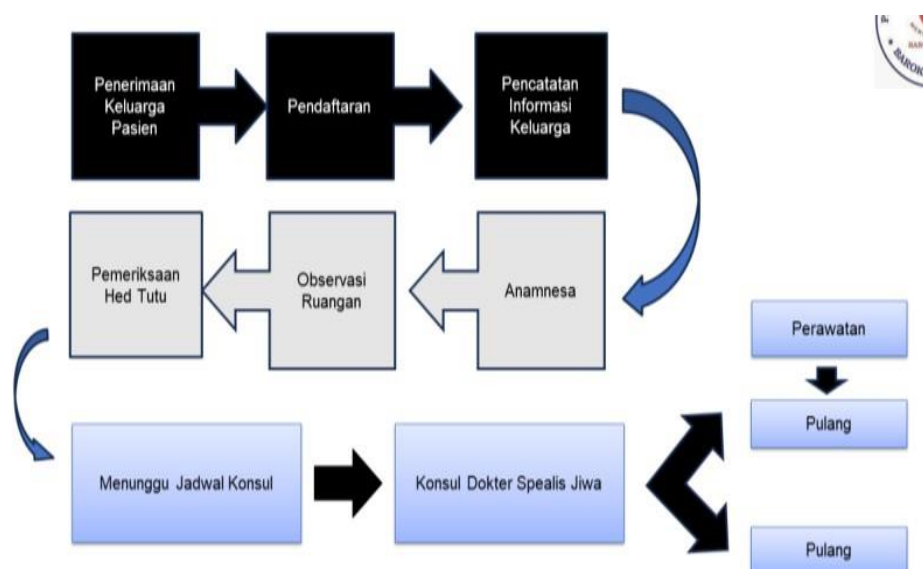 Penerimaan
Keluarga
Pasien
Pendaftaran
Pencatatan
Informasi
Keluarga
Pemeriksaan
Hed Tutu
Observasi
Ruangan
Anamnesa
Perawatan
Pulang
Menunggu Jadwal Konsul
Konsul Dokter Spealis Jiwa
Pulang